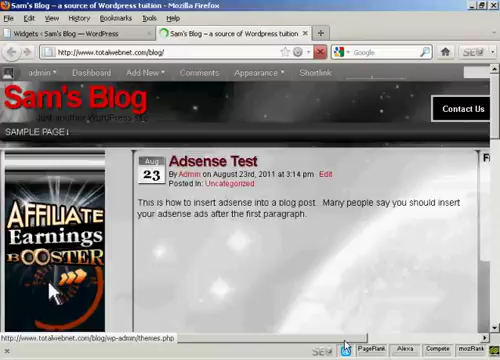 Sam's Blog – a source of Wordpress tuition - Mozilla Firefox
File Edit View History Bookmarks Tools Help
Widgets ‹ Sam's Blog — WordPress
Sam's Blog – a source of Wordpress tuition
http://www.totalwebnet.com/blog/
Google
admin Dashboard Add New Comments Appearance Shortlink
Sam's Blog
Just another WordPress site
Contact Us
SAMPLE PAGE
Aug
23
Adsense Test
By Admin on August 23rd, 2011 at 3:14 pm Edit
Posted In: Uncategorized
This is how to insert adsense into a blog post. Many people say you should insert
your adsense ads after the first paragraph.
AFFILIATE
Earnings
BOOSTER
http://www.totalwebnet.com/blog/wp-admin/themes.php
PageRank Alexa Compete mozRank